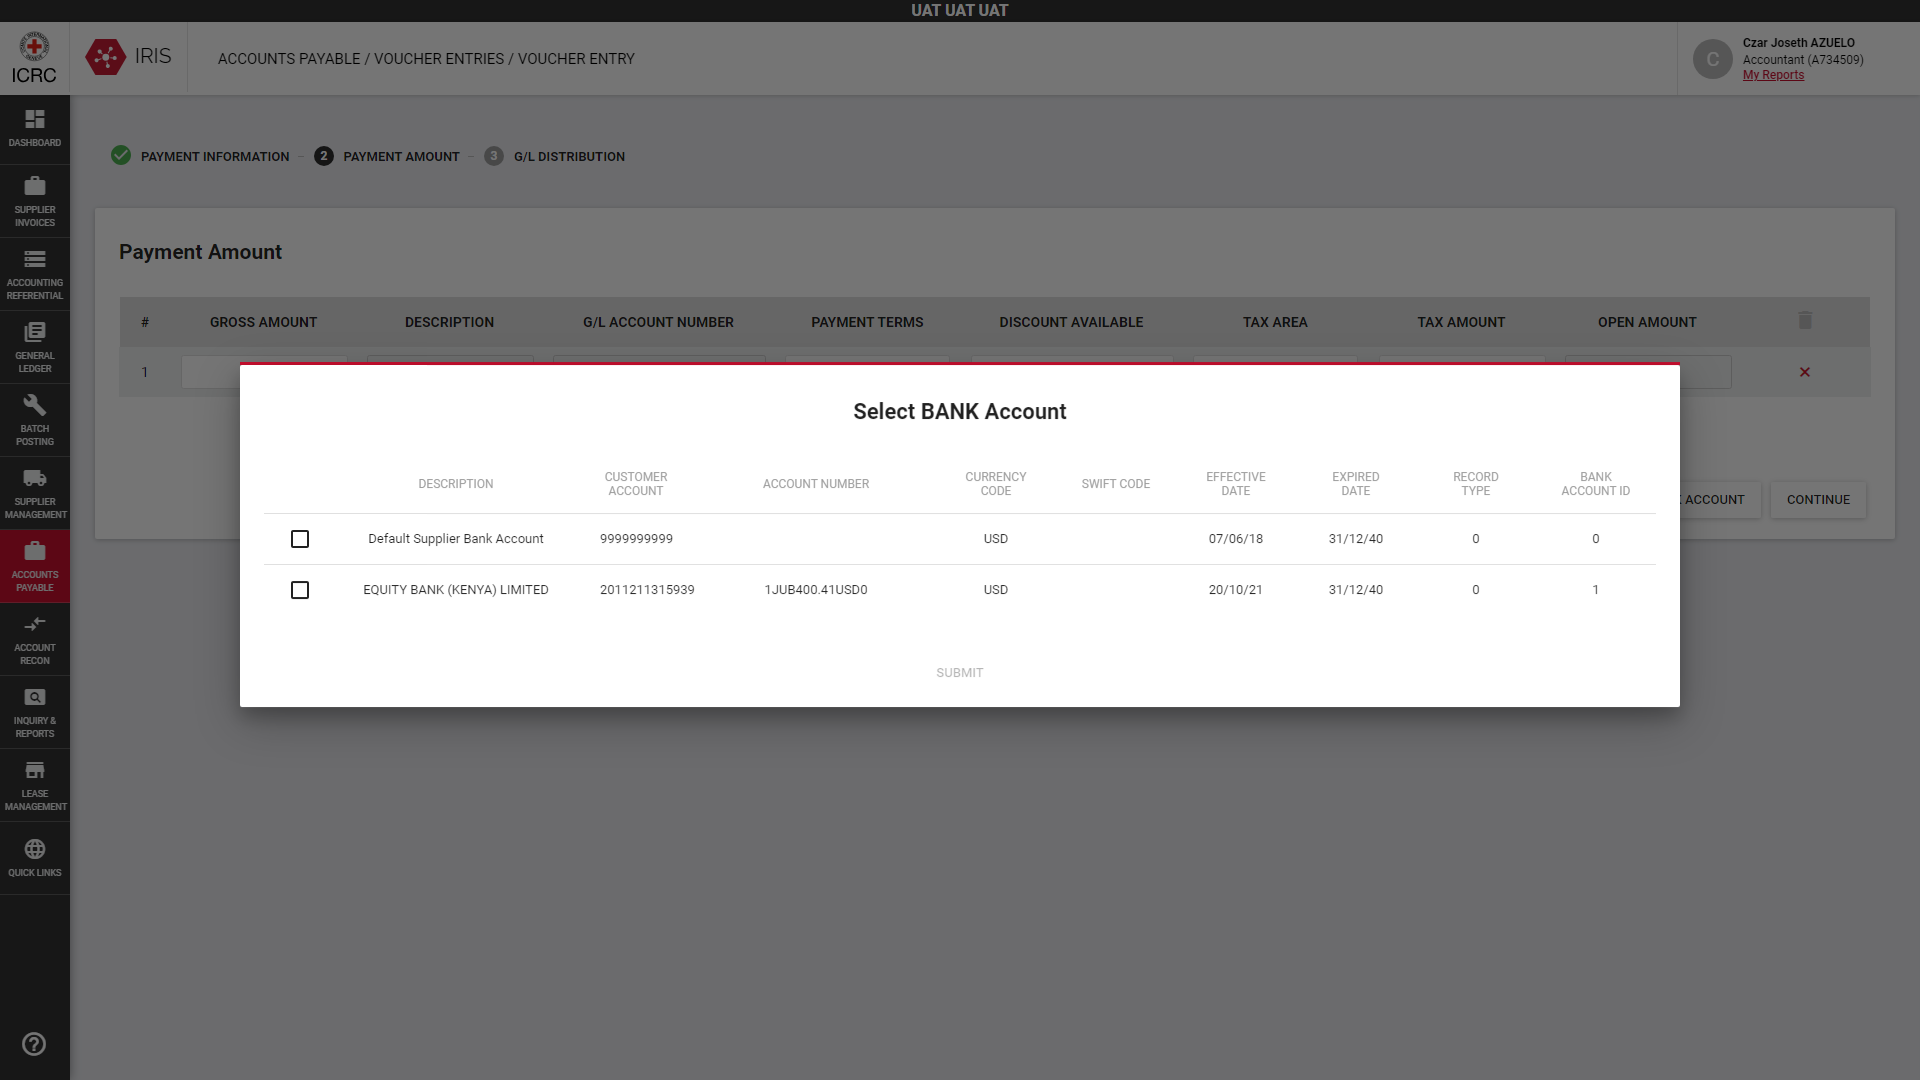 UAT UAT UAT
ICRC
IRIS
ACCOUNTS PAYABLE / VOUCHER ENTRIES / VOUCHER ENTRY
C
Czar Joseth AZUELO
Accountant (A734509)
My Reports
DASHBOARD
SUPPLIER
INVOICES
ACCOUNTING
REFERENTIAL
GENERAL
LEDGER
BATCH
POSTING
SUPPLIER
MANAGEMENT
ACCOUNTS
PAYABLE
ACCOUNT
RECON
INQUIRY &
REPORTS
LEASE
MANAGEMENT
QUICK LINKS
PAYMENT INFORMATION – 2 PAYMENT AMOUNT – 3 G/L DISTRIBUTION
Payment Amount
# GROSS AMOUNT DESCRIPTION G/L ACCOUNT NUMBER PAYMENT TERMS DISCOUNT AVAILABLE TAX AREA TAX AMOUNT OPEN AMOUNT
1
Select BANK Account
DESCRIPTION CUSTOMER ACCOUNT ACCOUNT NUMBER CURRENCY CODE SWIFT CODE EFFECTIVE DATE EXPIRED DATE RECORD TYPE BANK ACCOUNT ID
Default Supplier Bank Account 9999999999 USD 07/06/18 31/12/40 0 0
EQUITY BANK (KENYA) LIMITED 2011211315939 1JUB400.41USD0 USD 20/10/21 31/12/40 0 1
SUBMIT
ACCOUNT
CONTINUE